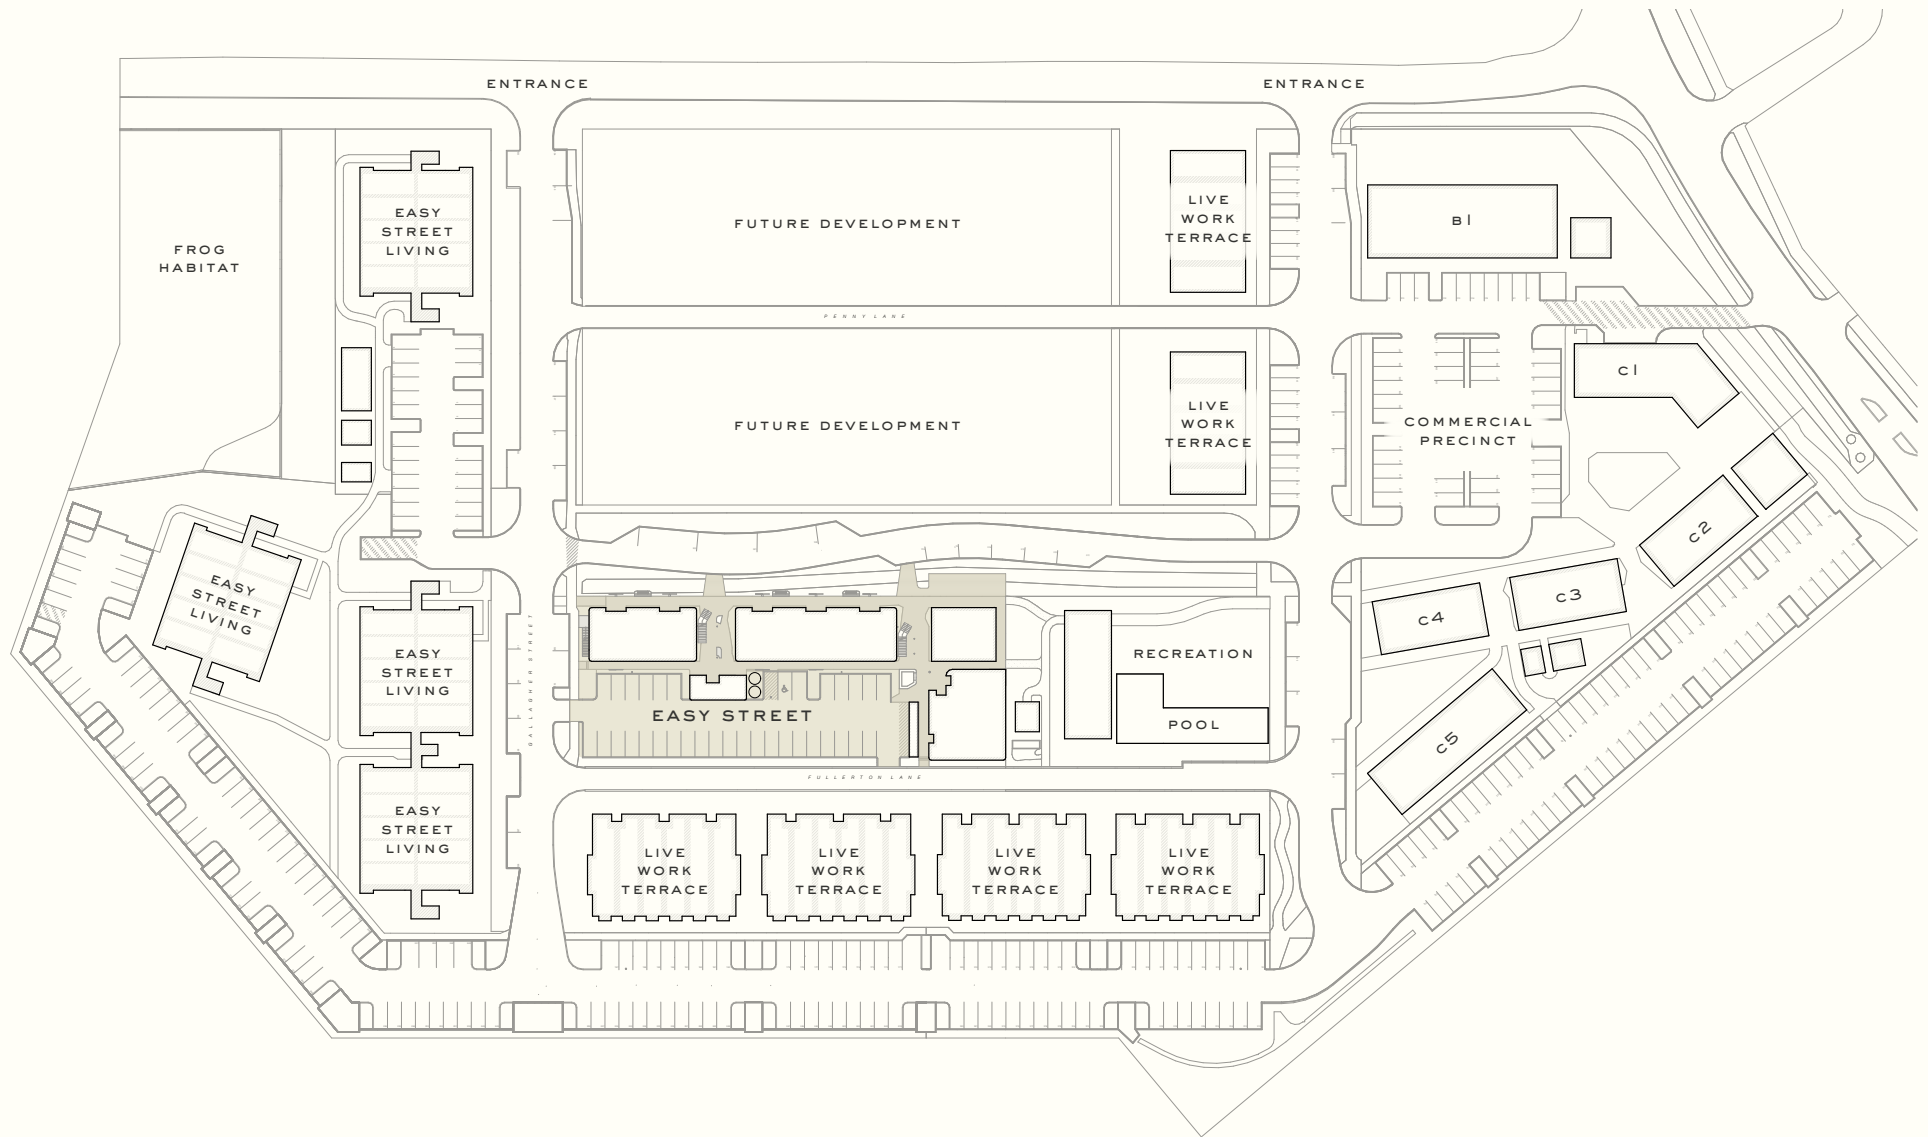 ENTRANCE
ENTRANCE
FROG
HABITAT
EASY
STREET
LIVING
FUTURE DEVELOPMENT
LIVE
WORK
TERRACE
B1
PENNY LANE
FUTURE DEVELOPMENT
LIVE
WORK
TERRACE
COMMERCIAL
PRECINCT
C1
C2
C3
C4
C5
EASY
STREET
LIVING
EASY
STREET
LIVING
GALLAGHER STREET
EASY STREET
RECREATION
POOL
FULLERTON LANE
EASY
STREET
LIVING
LIVE
WORK
TERRACE
LIVE
WORK
TERRACE
LIVE
WORK
TERRACE
LIVE
WORK
TERRACE